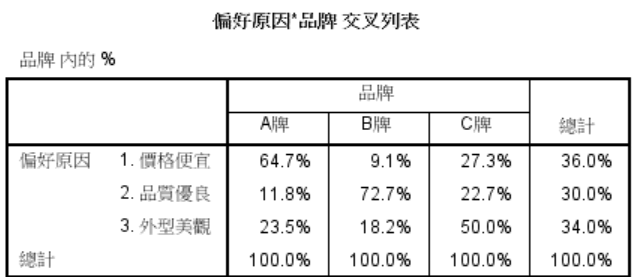 偏好原因*品牌 交叉列表
品牌 內的 %
品牌
A牌 B牌 C牌 總計
偏好原因 1. 價格便宜 64.7% 9.1% 27.3% 36.0%
2. 品質優良 11.8% 72.7% 22.7% 30.0%
3. 外型美觀 23.5% 18.2% 50.0% 34.0%
總計 100.0% 100.0% 100.0% 100.0%